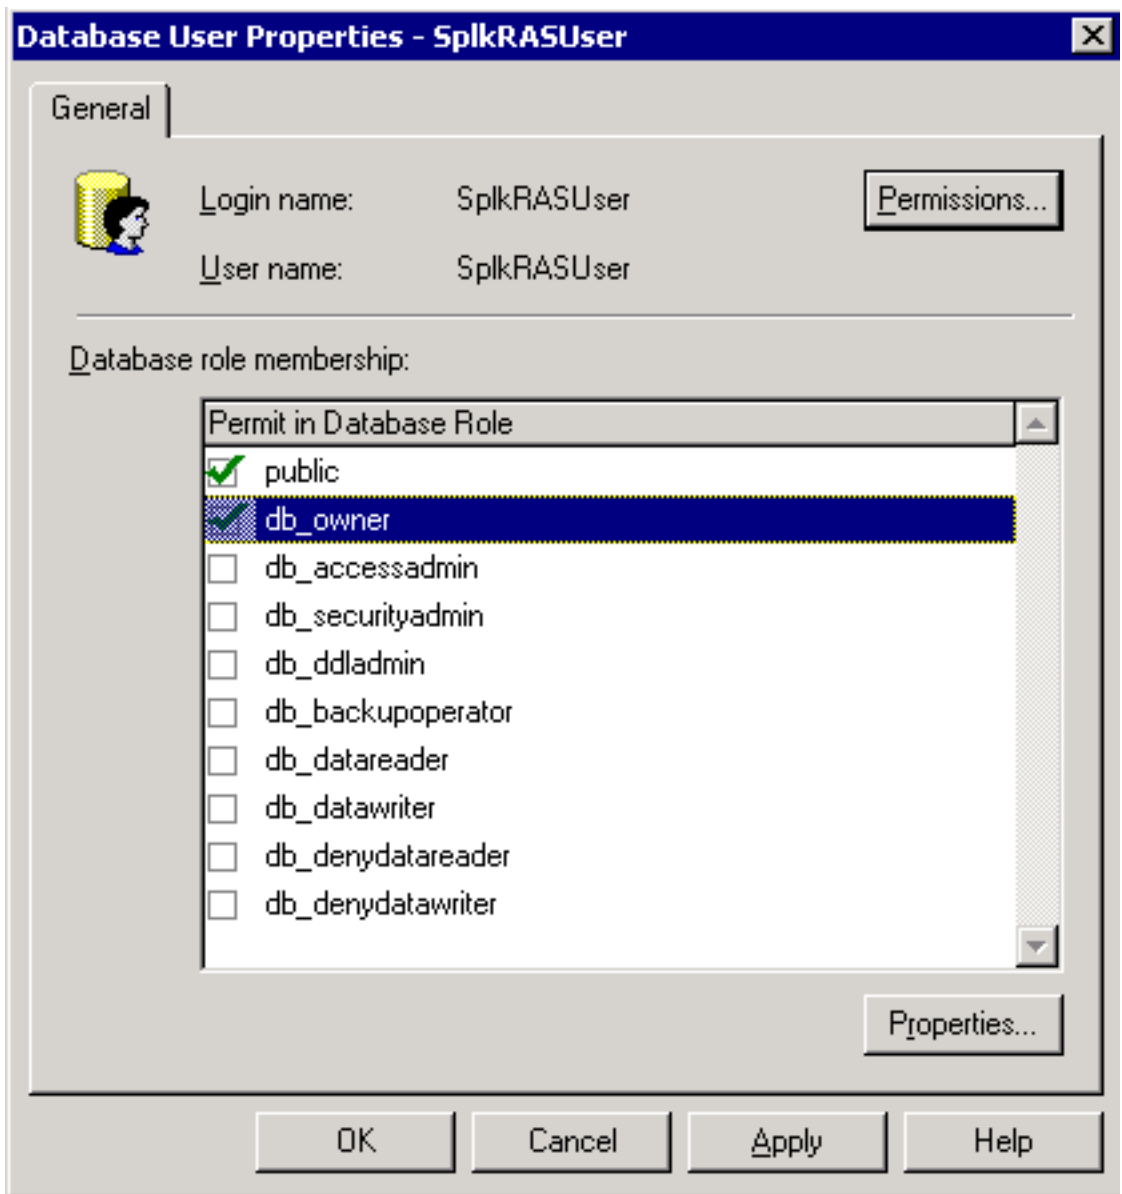 Database User Properties - SplkRASUser
General
Login name: SplkRASUser Permissions...
User name: SplkRASUser
Database role membership:
Permit in Database Role
public
db_owner
db_accessadmin
db_securityadmin
db_ddladmin
db_backupoperator
db_datareader
db_datawriter
db_denydatareader
db_denydatawriter
Properties...
OK Cancel Apply Help